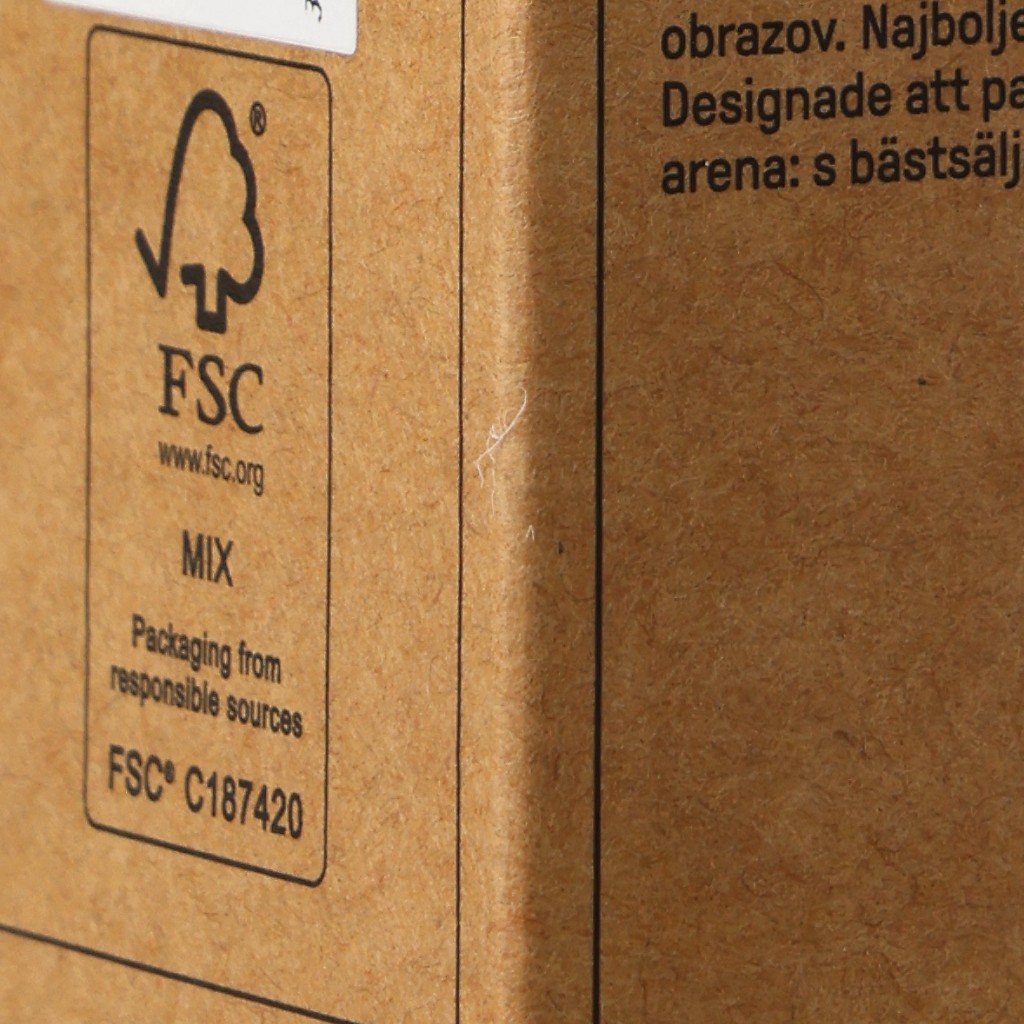 ®
FSC
www.fsc.org
MIX
Packaging from
responsible sources
FSC® C187420
obrazov. Najbolje
Designade att pa
arena: s bästsälj